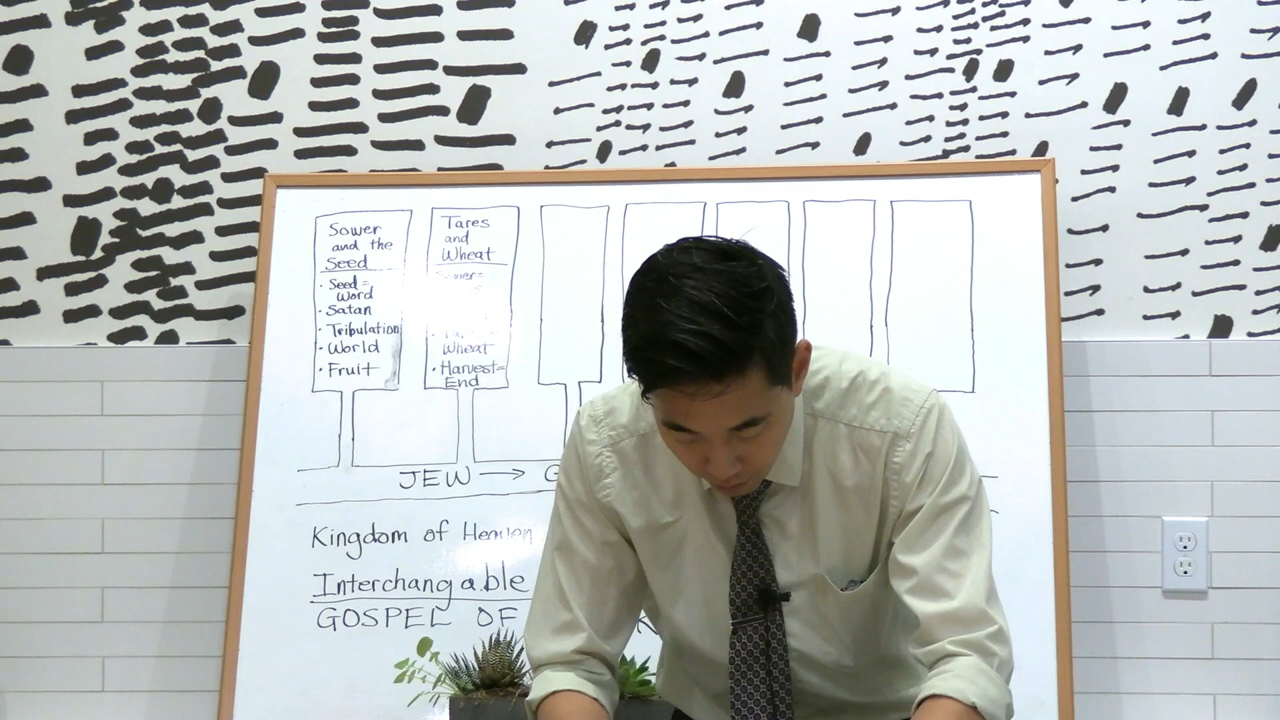 Sower
and the
Seed
· Seed =
Word
· Satan
· Tribulation
· World
· Fruit
Tares
and
Wheat
Wheat
· Harvest=
End
JEW → G
Kingdom of Heaven
Interchangable
GOSPEL OF